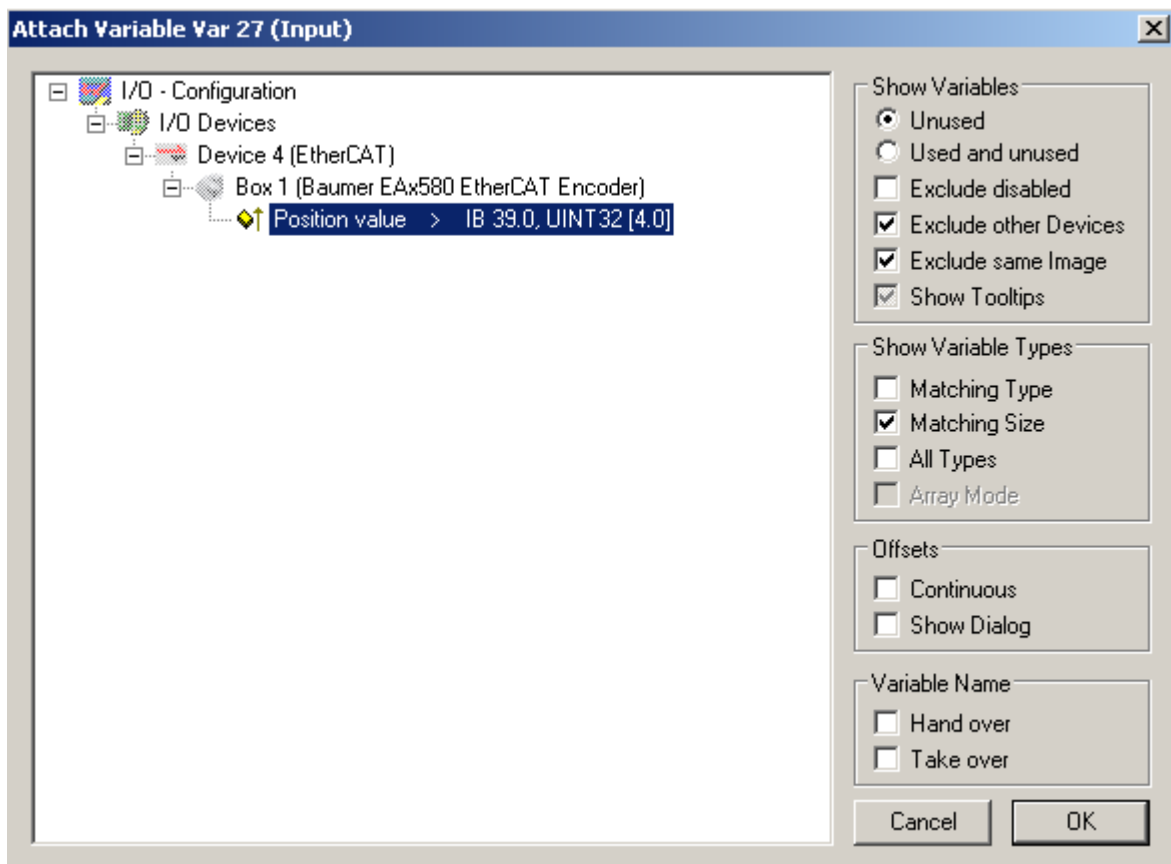 Attach Variable Var 27 (Input)
I/O - Configuration
I/O Devices
Device 4 (EtherCAT)
Box 1 (Baumer EAx580 EtherCAT Encoder)
Position value > IB 39.0, UINT32 [4.0]
Show Variables
Unused
Used and unused
Exclude disabled
Exclude other Devices
Exclude same Image
Show Tooltips
Show Variable Types
Matching Type
Matching Size
All Types
Array Mode
Offsets
Continuous
Show Dialog
Variable Name
Hand over
Take over
Cancel OK